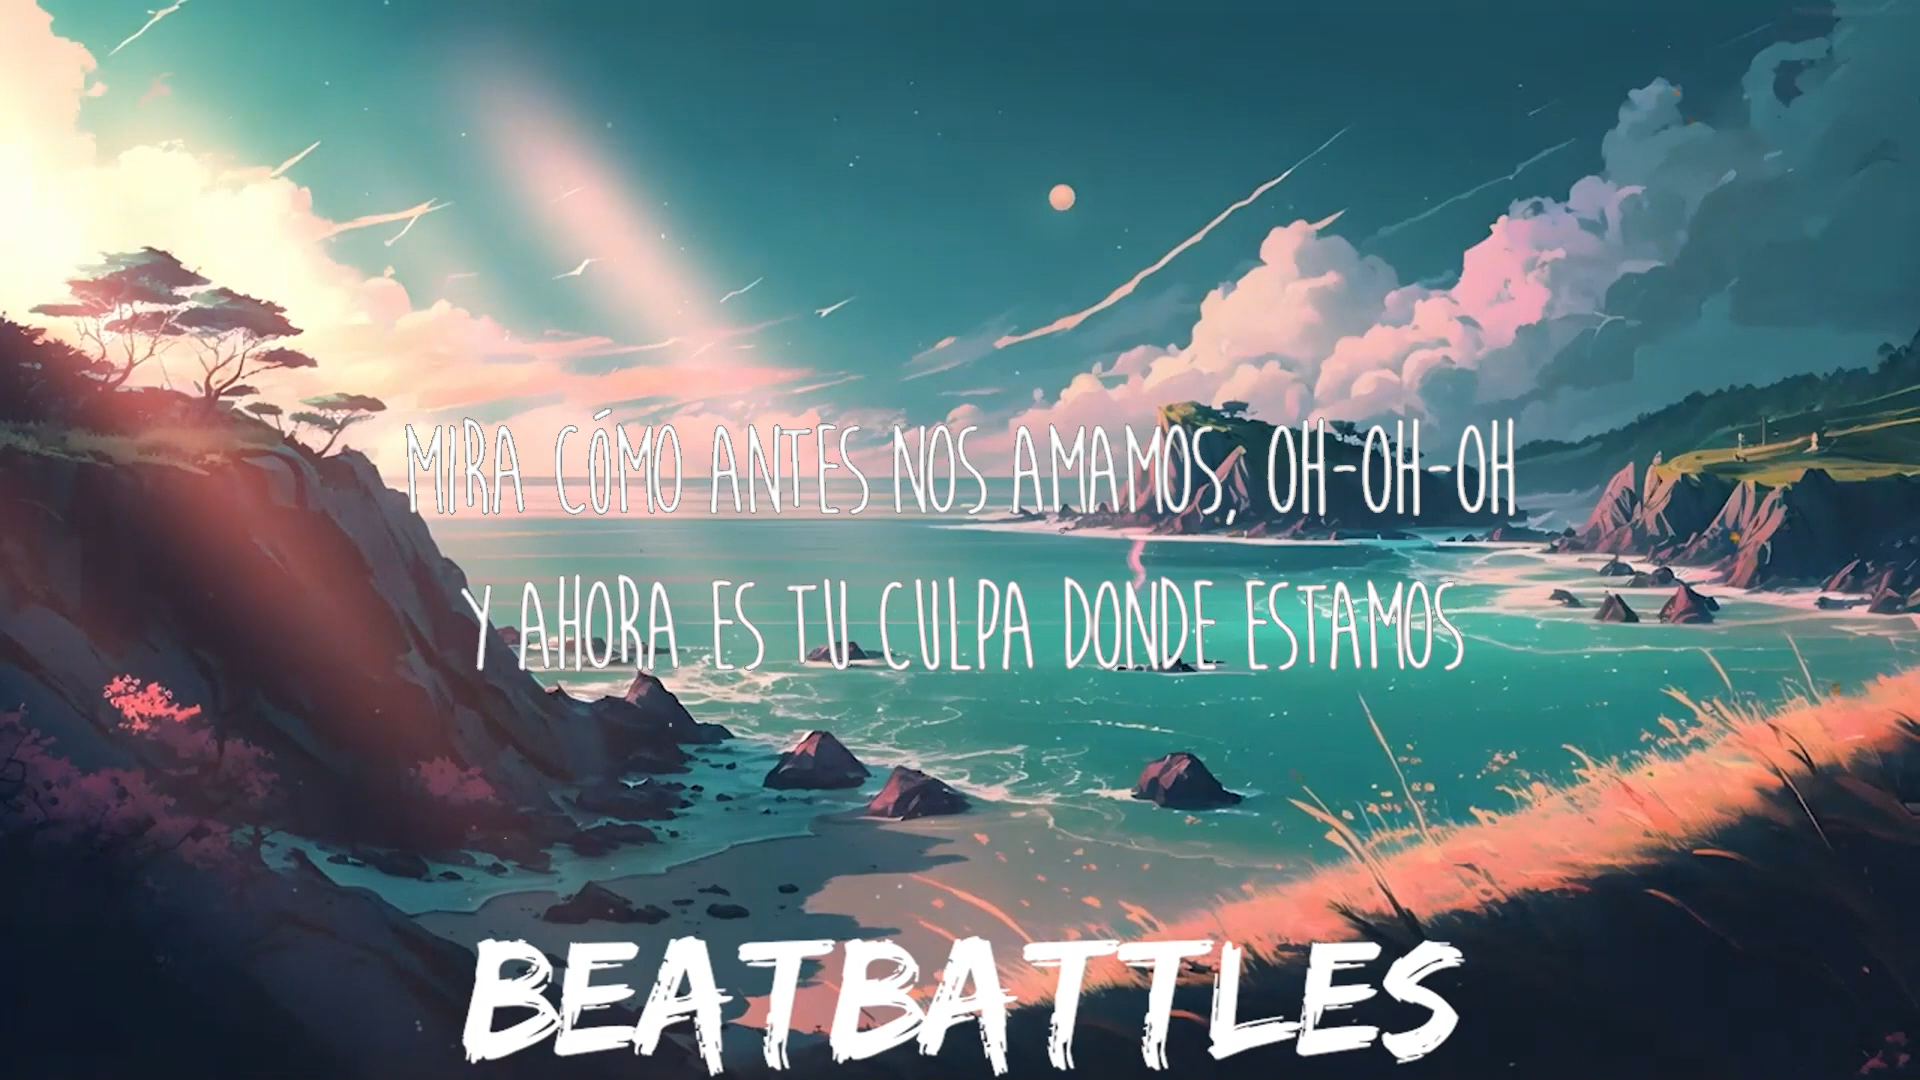 MIRA CÓMO ANTES NOS AMAMOS, OH-OH-OH
Y AHORA ES TU CULPA DONDE ESTAMOS
BEATBATTLES